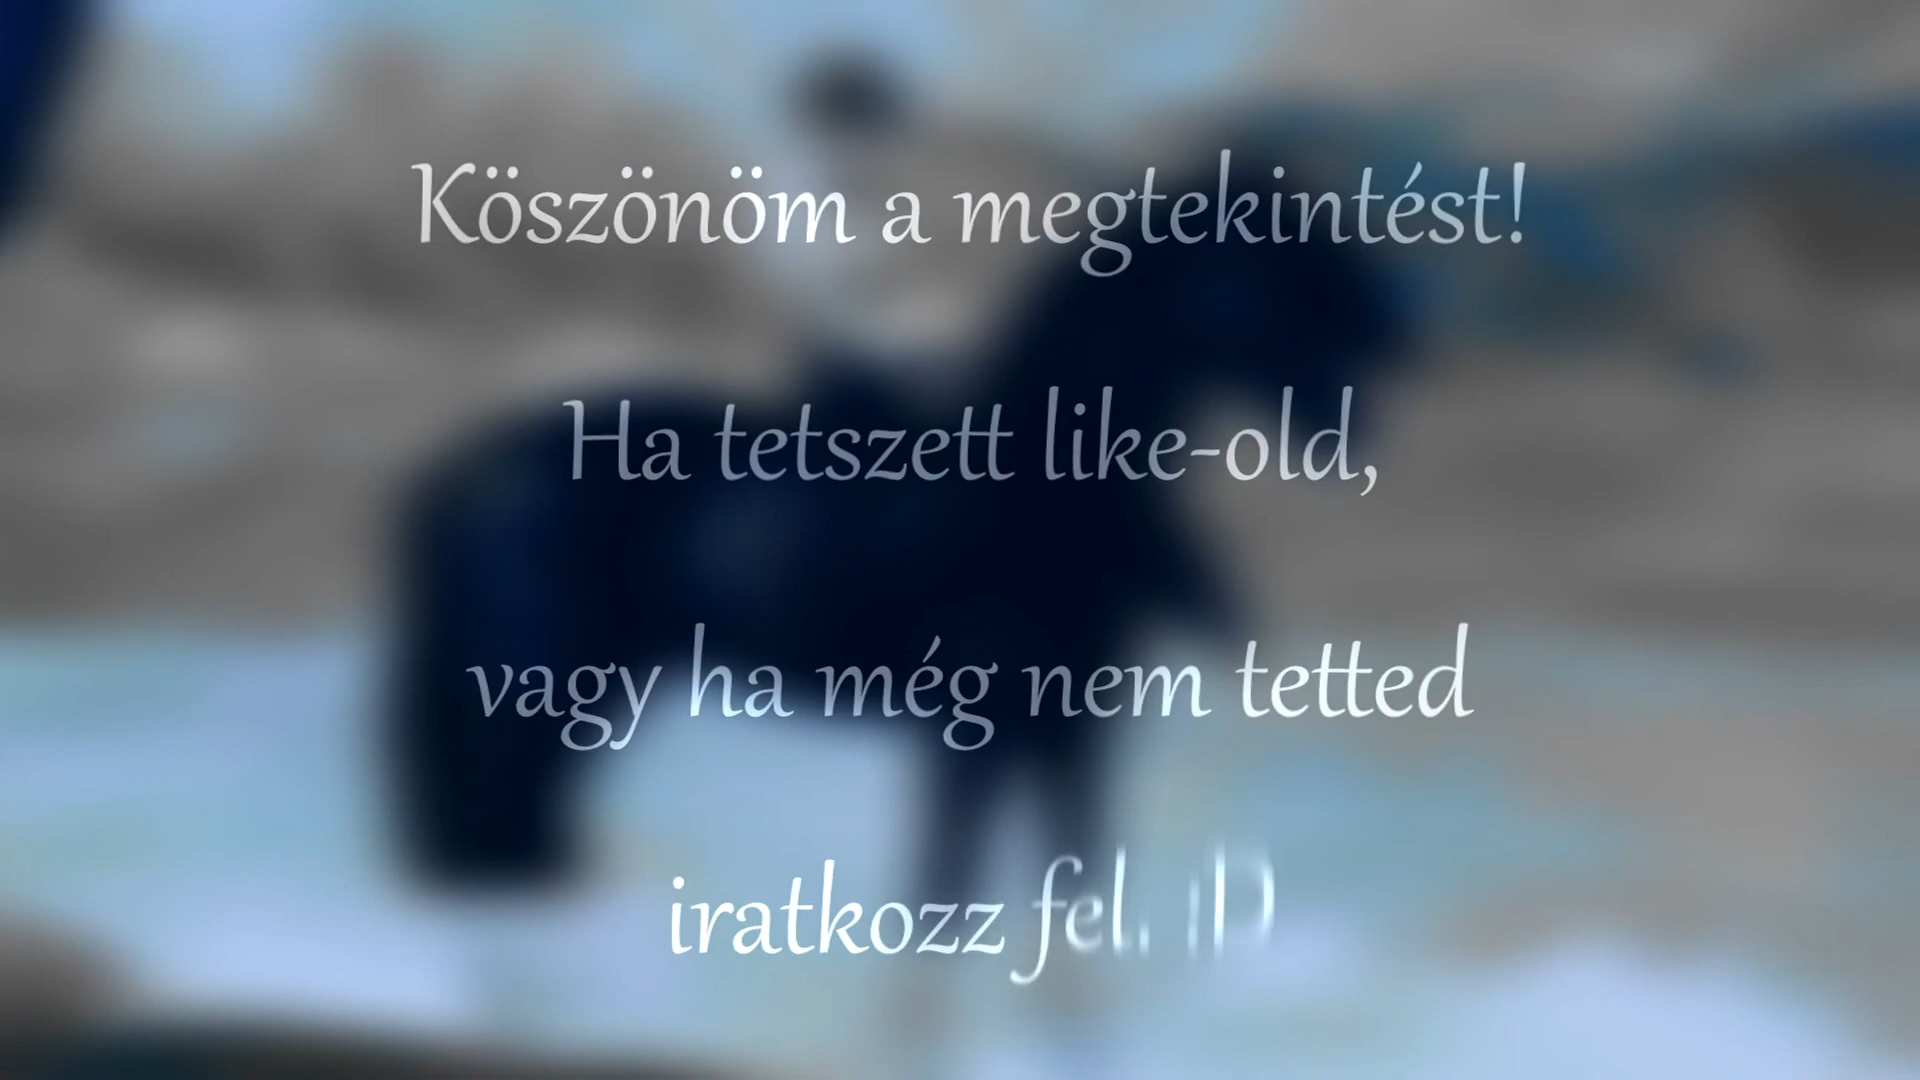 Köszönöm a megtekintést!
Ha tetszett like-old,
vagy ha még nem tetted
iratkozz fel. :D